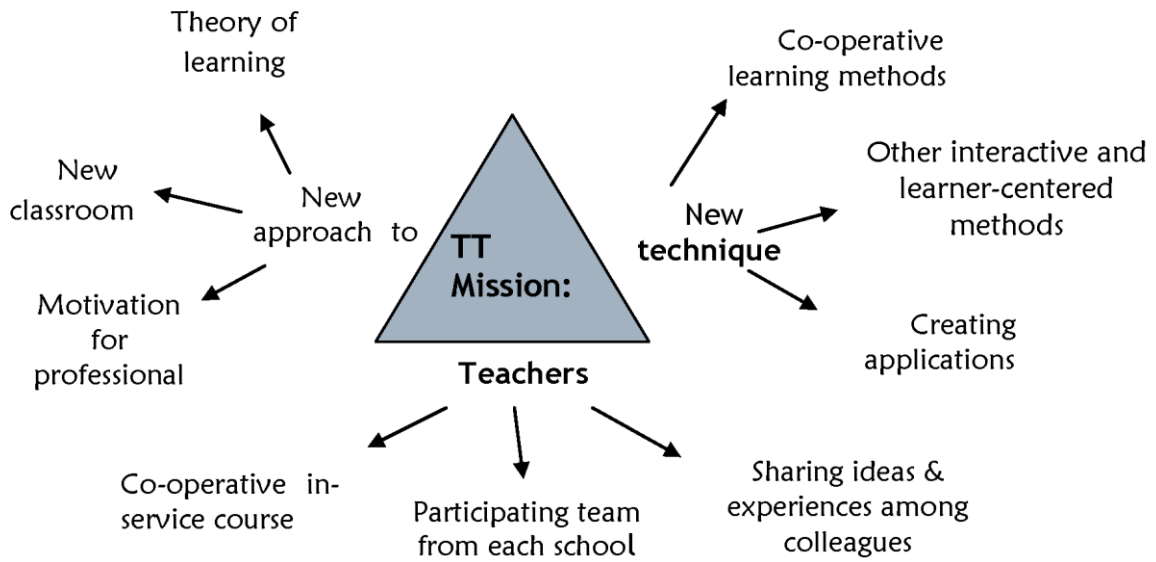 Theory of
learning
New
classroom
New
approach to
Motivation
for
professional
TT
Mission:
Co-operative
learning methods
Other interactive and
learner-centered
methods
New
technique
Creating
applications
Teachers
Co-operative in-
service course
Participating team
from each school
Sharing ideas &
experiences among
colleagues